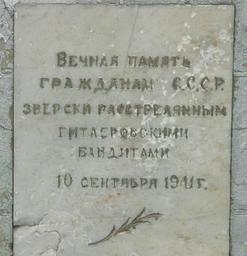 Вечная память
гражданам С.С.С.Р.
зверски расстрелянным
гитлеровскими
бандитами
10 сентября 1941 г.